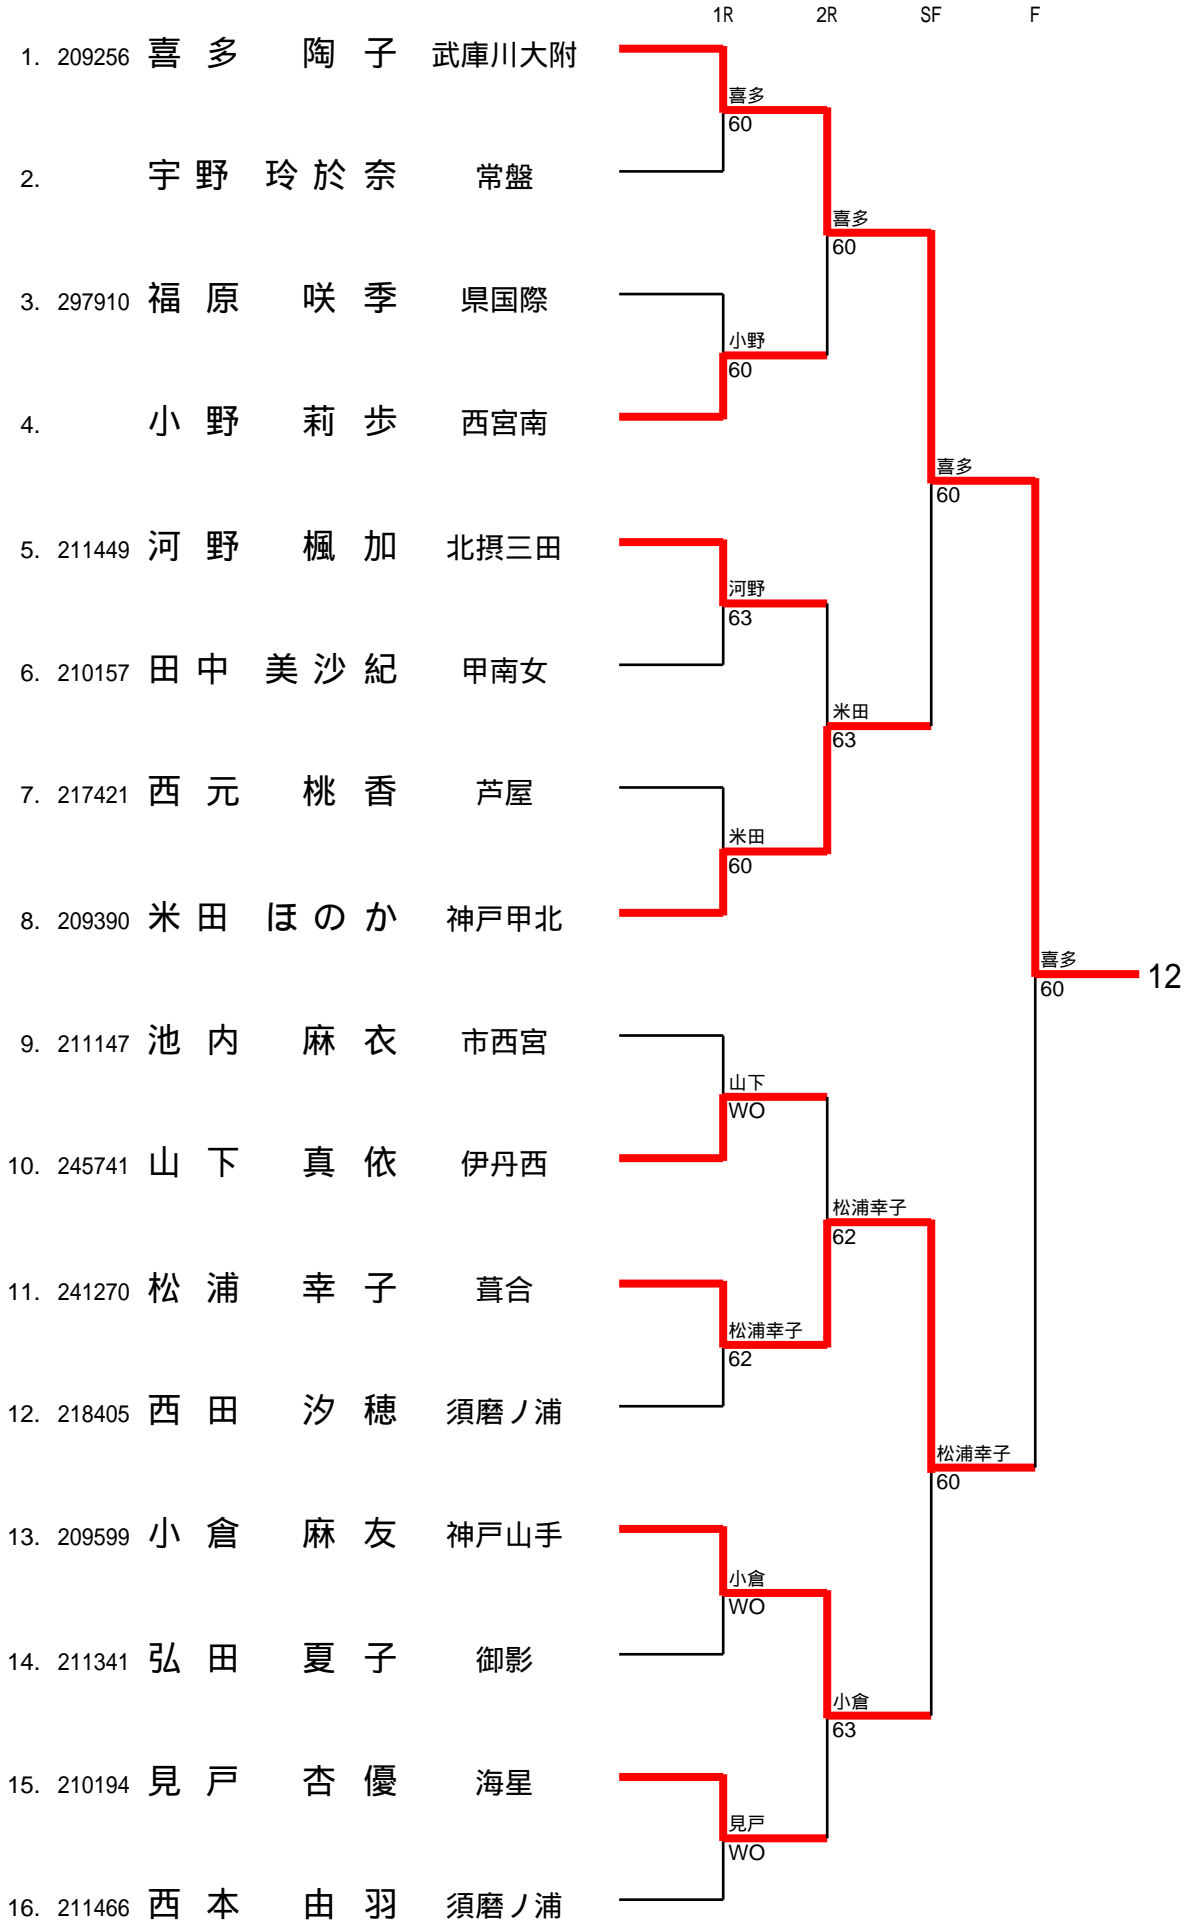 1R 2R SF F
1. 209256 喜多 陶子 武庫川大附
喜多
60
2. 宇野 玲於奈 常盤
喜多
60
3. 297910 福原 咲季 県国際
小野
60
4. 小野 莉歩 西宮南
喜多
60
5. 211449 河野 楓加 北摂三田
河野
63
6. 210157 田中 美沙紀 甲南女
米田
63
7. 217421 西元 桃香 芦屋
米田
60
8. 209390 米田 ほのか 神戸甲北
喜多
60
12
9. 211147 池内 麻衣 市西宮
山下
WO
10. 245741 山下 真依 伊丹西
松浦幸子
62
11. 241270 松浦 幸子 葺合
松浦幸子
62
12. 218405 西田 汐穂 須磨ノ浦
松浦幸子
60
13. 209599 小倉 麻友 神戸山手
小倉
WO
14. 211341 弘田 夏子 御影
小倉
63
15. 210194 見戸 杏優 海星
見戸
WO
16. 211466 西本 由羽 須磨ノ浦